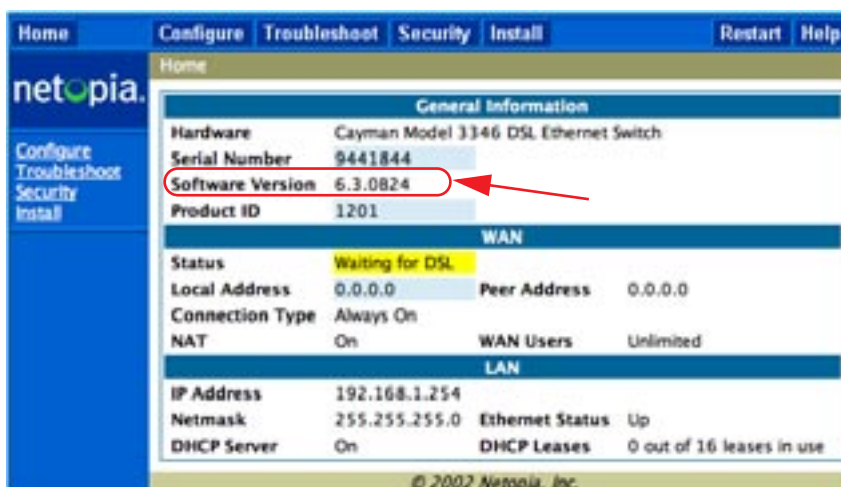 Home Configure Troubleshoot Security Install Restart Help
Home
netopia.
Configure
Troubleshoot
Security
Install
General Information
Hardware Cayman Model 3346 DSL Ethernet Switch
Serial Number 9441844
Software Version 6.3.0B24
Product ID 1201
WAN
Status Waiting for DSL
Local Address 0.0.0.0 Peer Address 0.0.0.0
Connection Type Always On
NAT On WAN Users Unlimited
LAN
IP Address 192.168.1.254
Netmask 255.255.255.0 Ethernet Status Up
DHCP Server On DHCP Leases 0 out of 16 leases in use
© 2002 Netopia, Inc.